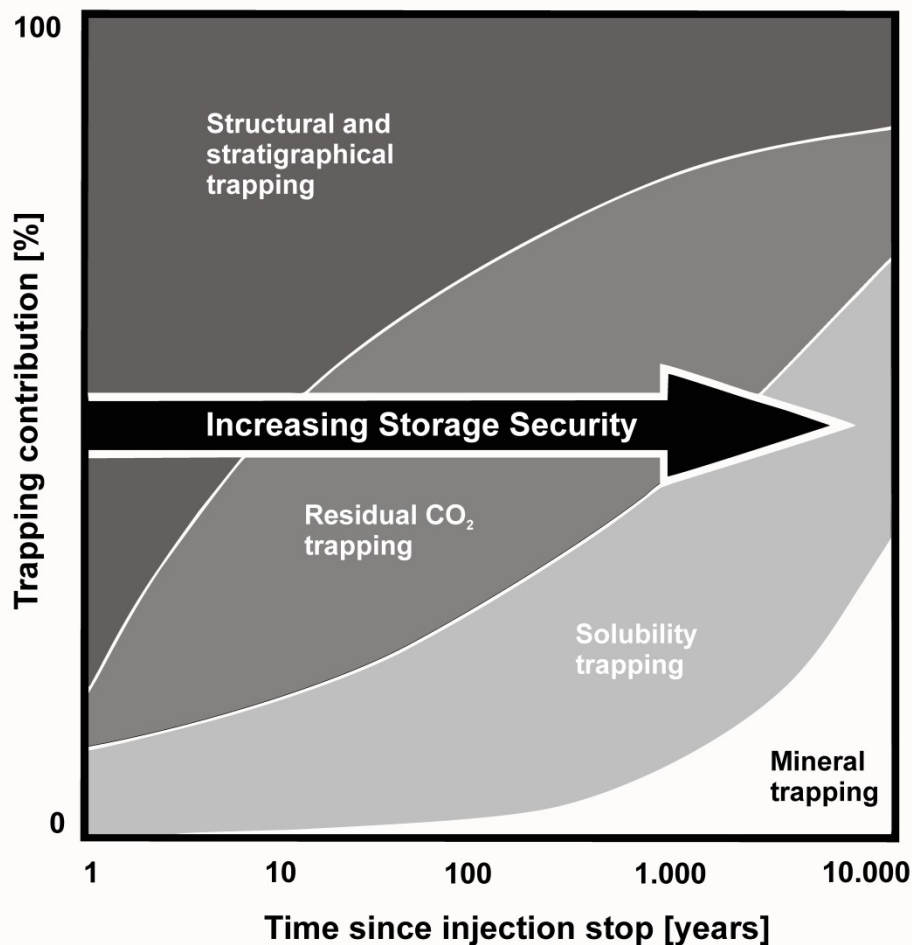 100
Structural and
stratigraphical
trapping
Trapping contribution [%]
Increasing Storage Security
Residual CO₂
trapping
Solubility
trapping
Mineral
trapping
0
1 10 100 1.000 10.000
Time since injection stop [years]